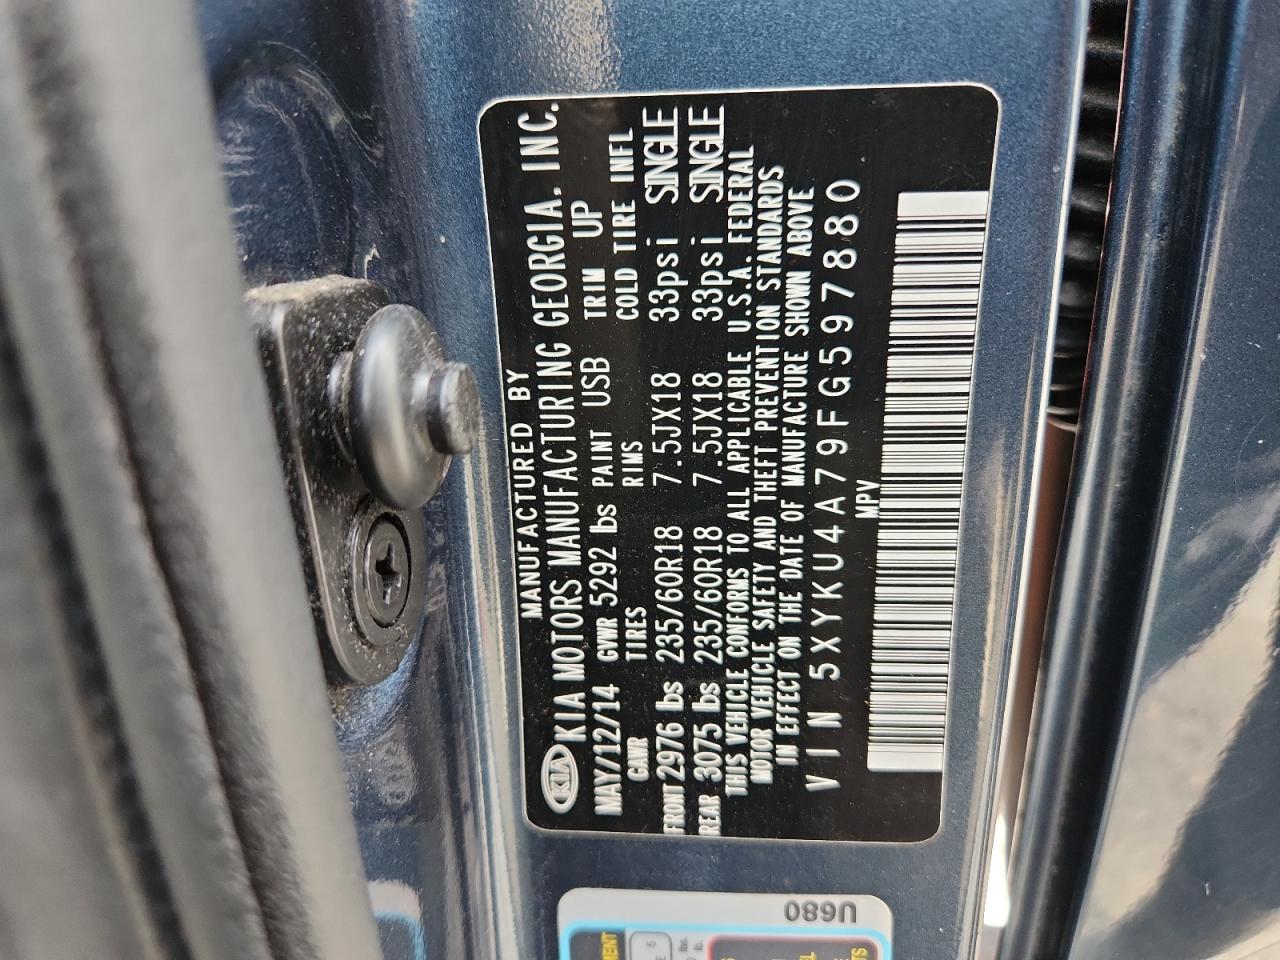 MANUFACTURED BY
KIA KIA MOTORS MANUFACTURING GEORGIA. INC.
MAY/12/14 GVWR 5292 lbs PAINT USB TRIM UP
GAWR TIRES RIMS COLD TIRE INFL
FRONT 2976 lbs 235/60R18 7.5JX18 33psi SINGLE
REAR 3075 lbs 235/60R18 7.5JX18 33psi SINGLE
THIS VEHICLE CONFORMS TO ALL APPLICABLE U.S.A. FEDERAL
MOTOR VEHICLE SAFETY AND THEFT PREVENTION STANDARDS
IN EFFECT ON THE DATE OF MANUFACTURE SHOWN ABOVE
VIN 5XYKU4A79FG597880
MPV
U680